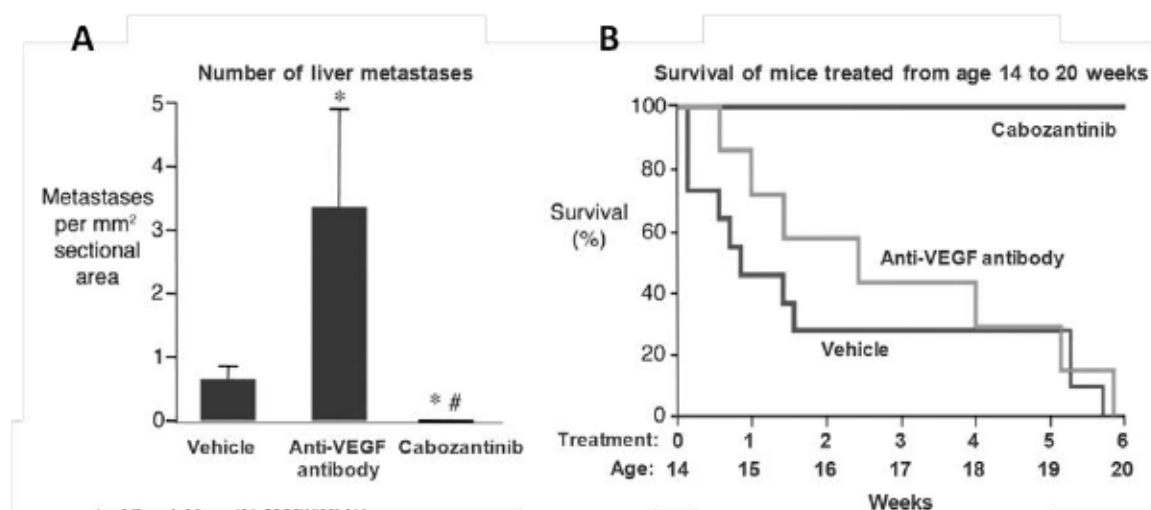 A
Number of liver metastases
5
4
3
2
1
0
Metastases
per mm²
sectional
area
*
* #
Vehicle
Anti-VEGF
antibody
Cabozantinib
B
Survival of mice treated from age 14 to 20 weeks
100
80
60
40
20
0
Survival
(%)
Cabozantinib
Anti-VEGF antibody
Vehicle
Treatment: 0 1 2 3 4 5 6
Age: 14 15 16 17 18 19 20
Weeks